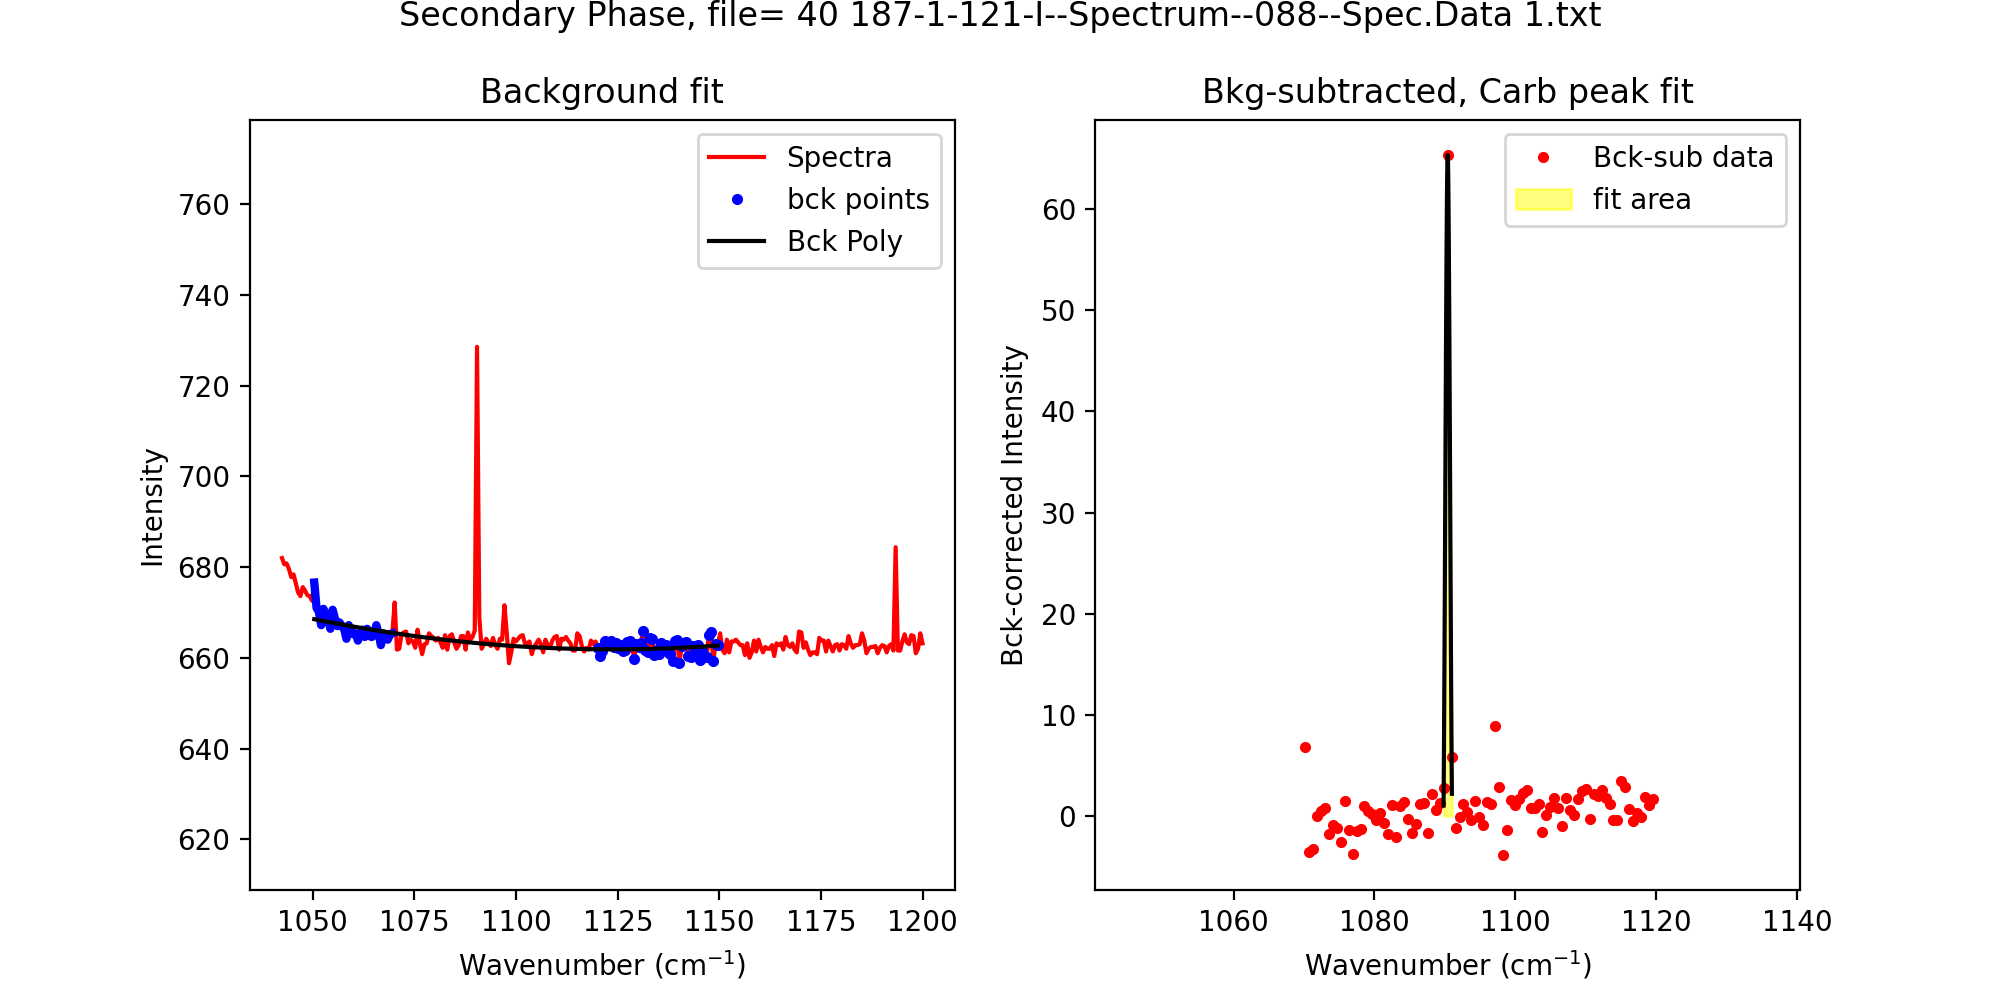 Secondary Phase, file= 40 187-1-121-I--Spectrum--088--Spec.Data 1.txt
Background fit
Spectra
bck points
Bck Poly
Intensity
760
740
720
700
680
660
640
620
1050 1075 1100 1125 1150 1175 1200
Wavenumber (cm⁻¹)
Bkg-subtracted, Carb peak fit
Bck-sub data
fit area
Bck-corrected Intensity
60
50
40
30
20
10
0
1060 1080 1100 1120 1140
Wavenumber (cm⁻¹)